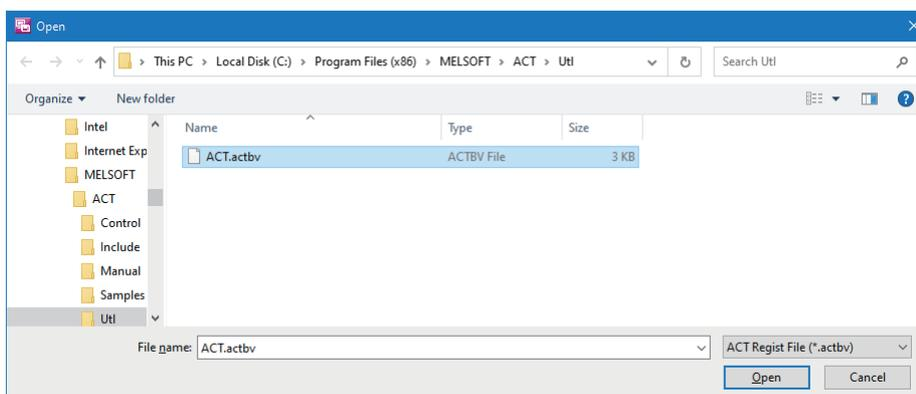 Open
This PC > Local Disk (C:) > Program Files (x86) > MELSOFT > ACT > Utl
Search Utl
Organize
New folder
Intel
Internet Exp
MELSOFT
ACT
Control
Include
Manual
Samples
Utl
Name Type Size
ACT.actbv ACTBV File 3 KB
File name: ACT.actbv
ACT Regist File (*.actbv)
Open Cancel